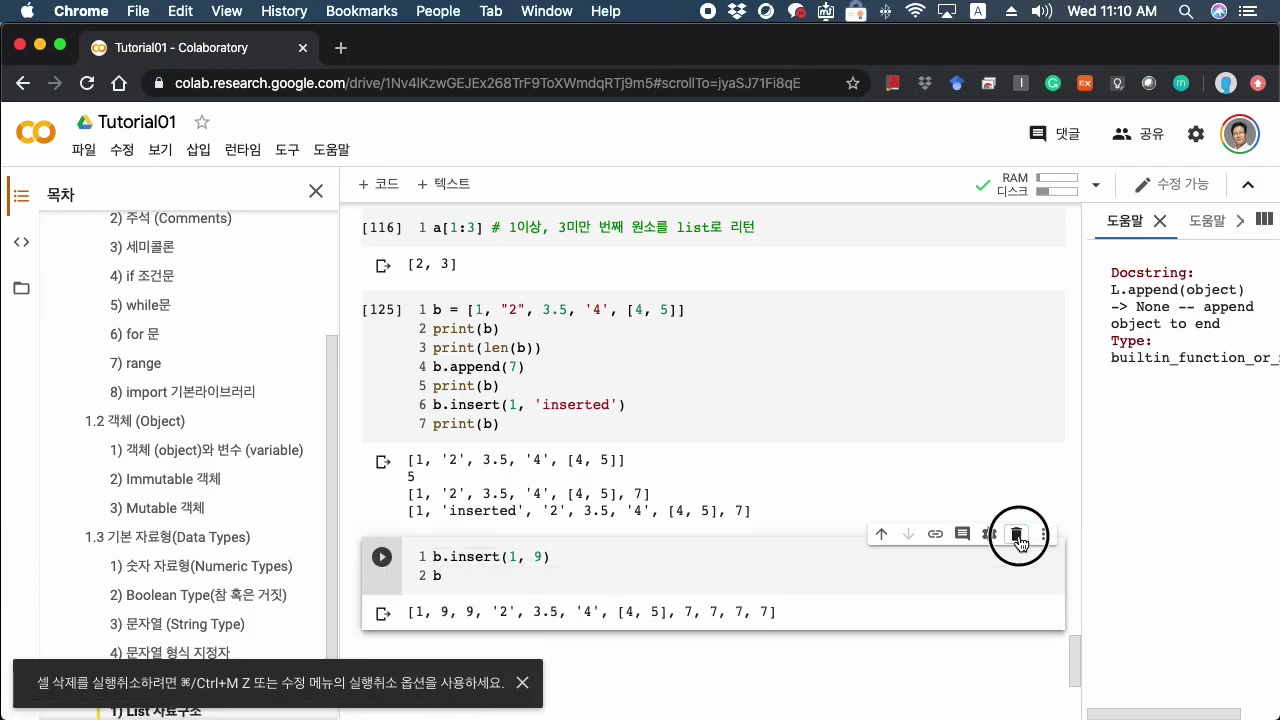 Chrome File Edit View History Bookmarks People Tab Window Help Wed 11:10 AM
Tutorial01 - Colaboratory
colab.research.google.com/drive/1Nv4lKzwGEJEx268TrF9ToXWmdqRTj9m5#scrollTo=jyaSJ71Fi8qE
Tutorial01
댓글 공유
파일 수정 보기 삽입 런타임 도구 도움말
목차
+ 코드 + 텍스트
RAM
디스크
수정 가능
2) 주석 (Comments)
3) 세미콜론
4) if 조건문
5) while문
6) for 문
7) range
8) import 기본라이브러리
1.2 객체 (Object)
1) 객체 (object)와 변수 (variable)
2) Immutable 객체
3) Mutable 객체
1.3 기본 자료형(Data Types)
1) 숫자 자료형(Numeric Types)
2) Boolean Type(참 혹은 거짓)
3) 문자열 (String Type)
4) 문자열 형식 지정자
1) List 자료구조
[116] 1 a[1:3] # 1이상, 3미만 번째 원소를 list로 리턴
[2, 3]
[125] 1 b = [1, "2", 3.5, '4', [4, 5]]
2 print(b)
3 print(len(b))
4 b.append(7)
5 print(b)
6 b.insert(1, 'inserted')
7 print(b)
[1, '2', 3.5, '4', [4, 5]]
5
[1, '2', 3.5, '4', [4, 5], 7]
[1, 'inserted', '2', 3.5, '4', [4, 5], 7]
1 b.insert(1, 9)
2 b
[1, 9, 9, '2', 3.5, '4', [4, 5], 7, 7, 7, 7]
도움말 도움말
Docstring:
L.append(object)
-> None -- append
object to end
Type:
builtin_function_or_
셀 삭제를 실행취소하려면 ⌘/Ctrl+M Z 또는 수정 메뉴의 실행취소 옵션을 사용하세요.